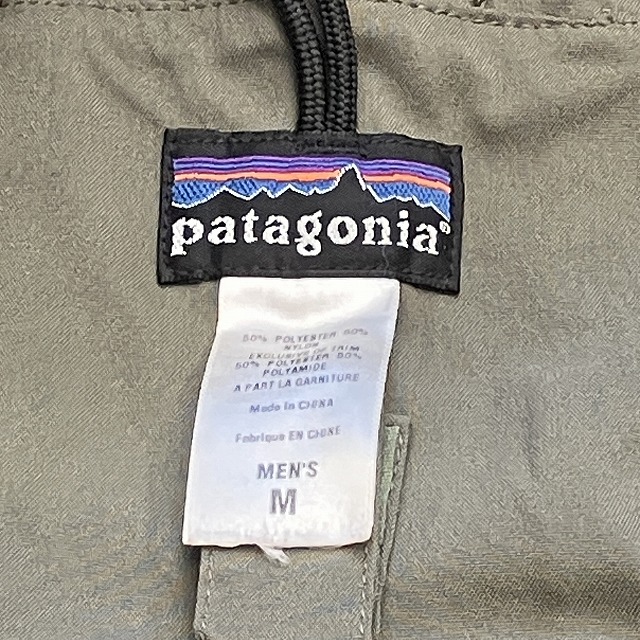 patagonia®
50% POLYESTER 50%
NYLON
EXCLUSIVE OF TRIM
50% POLYESTER 50%
POLYAMIDE
A PART LA GARNITURE
Made in CHINA
Fabriqué EN CHINE
MEN'S
M